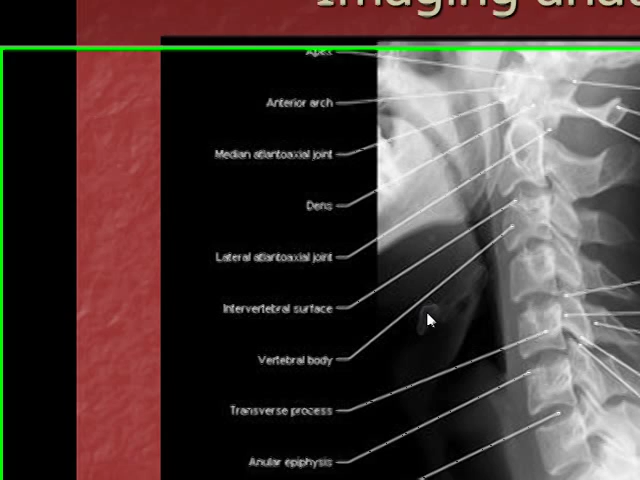 Imaging
Apex
Anterior arch
Median atlantoaxial joint
Dens
Lateral atlantoaxial joint
Intervertebral surface
Vertebral body
Transverse process
Anular epiphysis